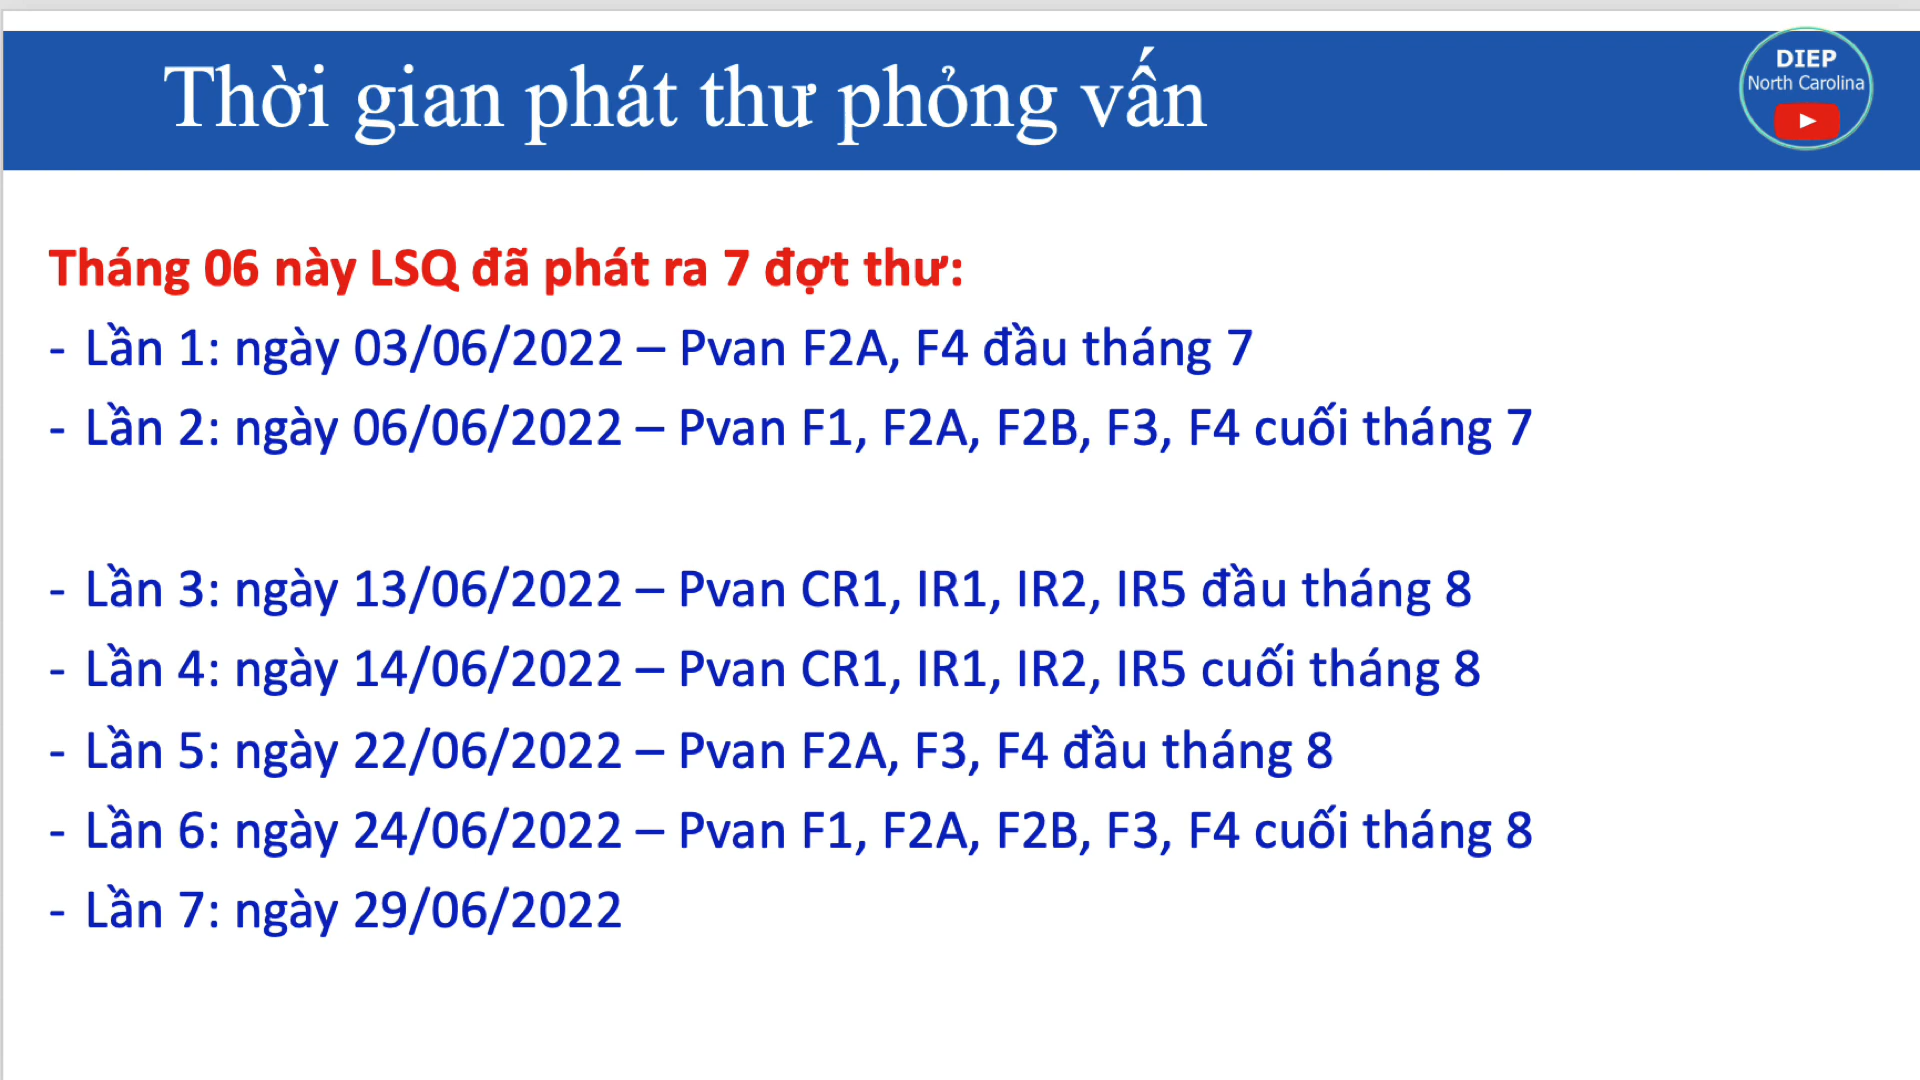 Thời gian phát thư phỏng vấn
DIEP
North Carolina
Tháng 06 này LSQ đã phát ra 7 đợt thư:
- Lần 1: ngày 03/06/2022 – Pvan F2A, F4 đầu tháng 7
- Lần 2: ngày 06/06/2022 – Pvan F1, F2A, F2B, F3, F4 cuối tháng 7
- Lần 3: ngày 13/06/2022 – Pvan CR1, IR1, IR2, IR5 đầu tháng 8
- Lần 4: ngày 14/06/2022 – Pvan CR1, IR1, IR2, IR5 cuối tháng 8
- Lần 5: ngày 22/06/2022 – Pvan F2A, F3, F4 đầu tháng 8
- Lần 6: ngày 24/06/2022 – Pvan F1, F2A, F2B, F3, F4 cuối tháng 8
- Lần 7: ngày 29/06/2022